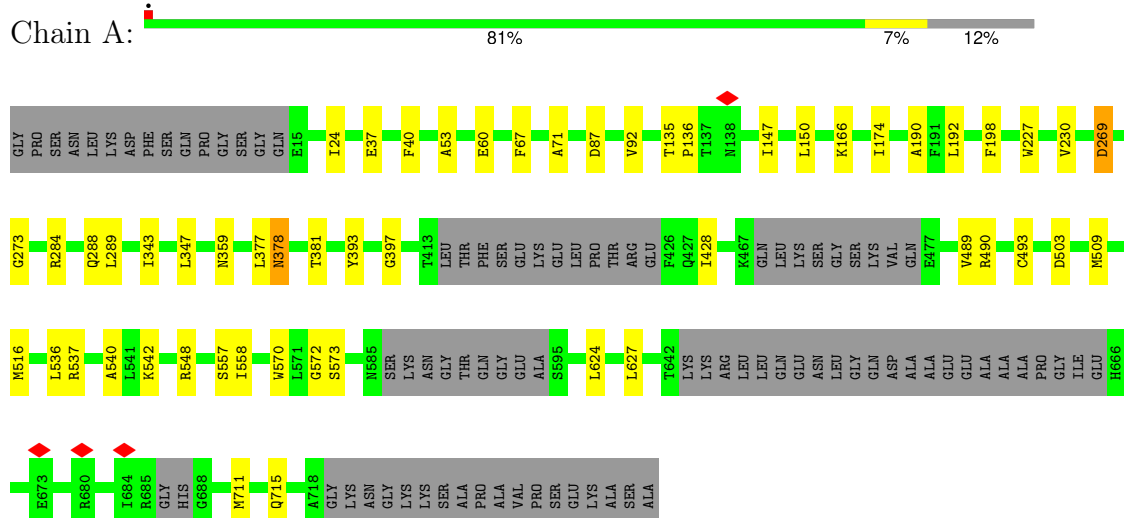 Chain A:
81% 7% 12%
GLY PRO SER ASN LEU LYS ASP PHE SER GLN PRO GLY SER GLY GLN E15 I24 E37 F40 A53 E60 F67 A71 D87 V92 T135 P136 T137 N138 I147 L150 K166 I174 A190 F191 L192 F198 W227 V230 D269
G273 R284 Q288 L289 I343 L347 N359 L377 N378 T381 Y393 G397 T413 LEU THR PHE SER GLU LYS GLU LEU PRO THR ARG GLU F426 Q427 I428 K467 GLN LEU LYS SER GLY SER LYS VAL GLN E477 V489 R490 C493 D503 M509
M516 L536 R537 A540 L541 K542 R548 S557 I558 W570 L571 G572 S573 N585 SER LYS ASN GLY THR GLN GLY GLU ALA S595 L624 L627 T642 LYS LYS ARG LEU LEU GLN GLU ASN LEU GLY GLN ASP ALA ALA GLU GLU ALA ALA ALA PRO GLY ILE GLU H666
E673 R680 I684 R685 GLY HIS G688 M711 Q715 A718 GLY LYS ASN GLY LYS LYS SER ALA PRO ALA VAL PRO SER GLU LYS ALA SER ALA